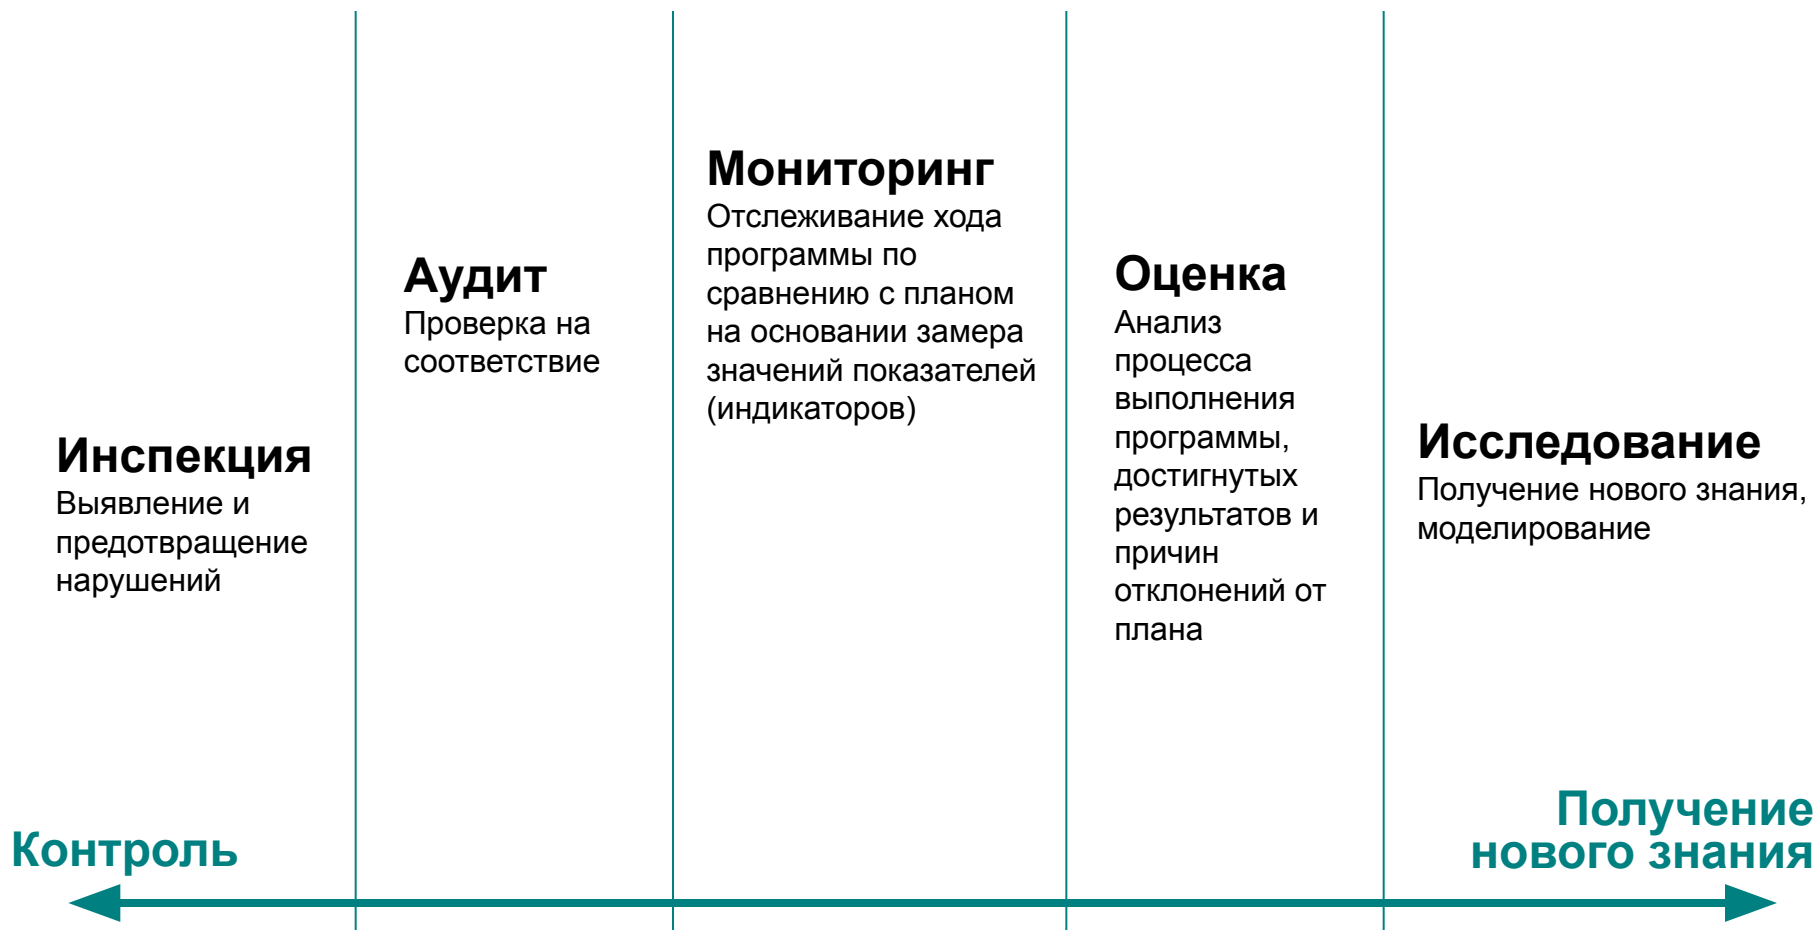 Инспекция
Выявление и
предотвращение
нарушений
Аудит
Проверка на
соответствие
Мониторинг
Отслеживание хода
программы по
сравнению с планом
на основании замера
значений показателей
(индикаторов)
Оценка
Анализ
процесса
выполнения
программы,
достигнутых
результатов и
причин
отклонений от
плана
Исследование
Получение нового знания,
моделирование
Контроль
Получение
нового знания